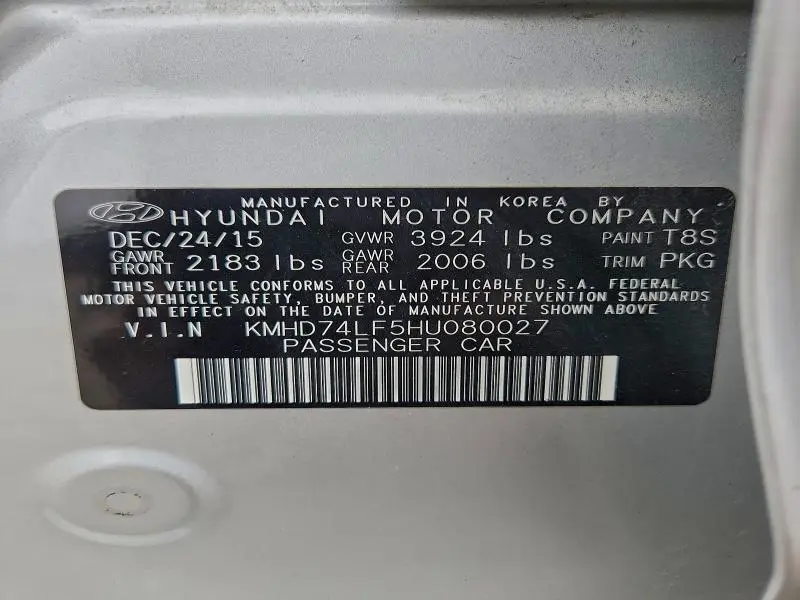 MANUFACTURED IN KOREA BY
HYUNDAI MOTOR COMPANY
DEC/24/15 GVWR 3924 lbs PAINT T8S
GAWR FRONT 2183 lbs GAWR REAR 2006 lbs TRIM PKG
THIS VEHICLE CONFORMS TO ALL APPLICABLE U.S.A. FEDERAL
MOTOR VEHICLE SAFETY, BUMPER, AND THEFT PREVENTION STANDARDS
IN EFFECT ON THE DATE OF MANUFACTURE SHOWN ABOVE
V.I.N KMHD74LF5HU080027
PASSENGER CAR